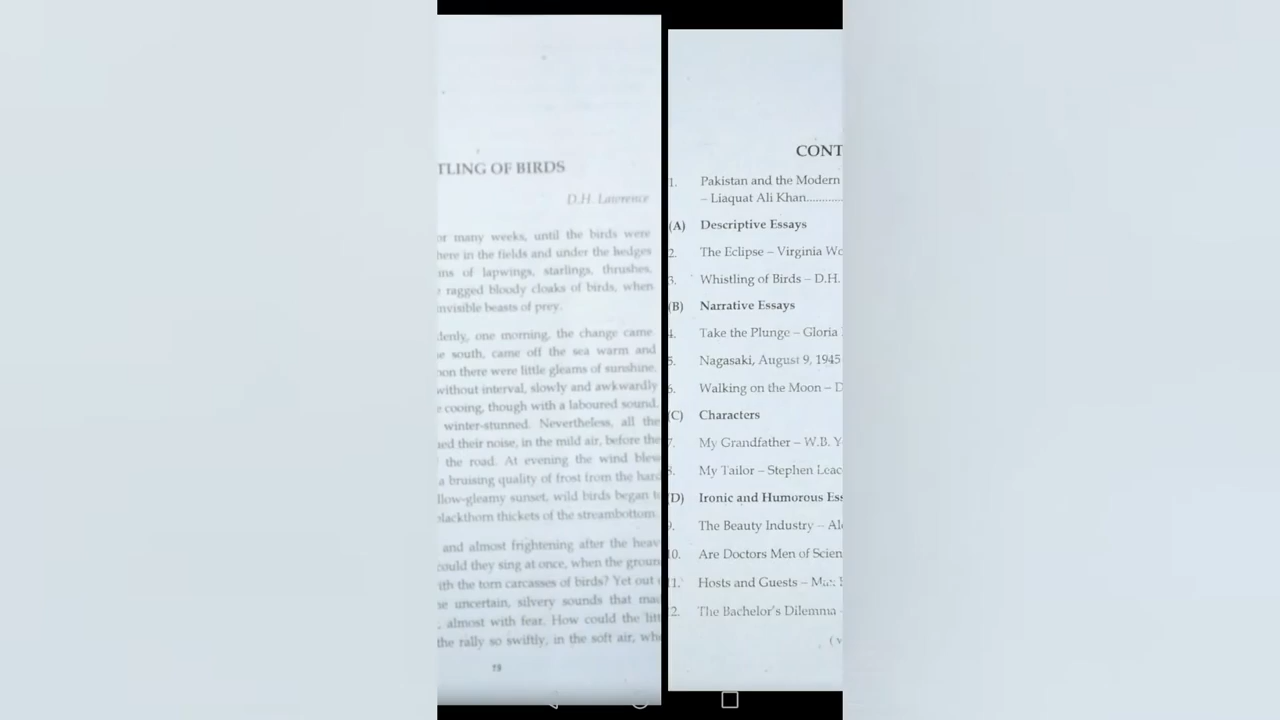 TLING OF BIRDS
D.H. Lawrence
or many weeks, until the birds were
here in the fields and under the hedges
ns of lapwings, starlings, thrushes,
ragged bloody cloaks of birds, when
invisible beasts of prey.
denly, one morning, the change came
e south, came off the sea warm and
on there were little gleams of sunshine.
without interval, slowly and awkwardly
e cooing, though with a laboured sound.
winter-stunned. Nevertheless, all the
ed their noise, in the mild air, before the
the road. At evening the wind blew
a bruising quality of frost from the hard
llow-gleamy sunset, wild birds began t
lackthorn thickets of the streambottom.
and almost frightening after the heav
could they sing at once, when the groun
ith the torn carcasses of birds? Yet out
se uncertain, silvery sounds that mad
, almost with fear. How could the litt
the rally so swiftly, in the soft air, whe
19
CONT
1. Pakistan and the Modern
– Liaquat Ali Khan............
(A) Descriptive Essays
2. The Eclipse – Virginia Wo
3. Whistling of Birds – D.H.
(B) Narrative Essays
4. Take the Plunge – Gloria
5. Nagasaki, August 9, 1945
6. Walking on the Moon – D
(C) Characters
7. My Grandfather – W.B. Y
8. My Tailor – Stephen Leac
(D) Ironic and Humorous Ess
9. The Beauty Industry – Al
10. Are Doctors Men of Scien
11. Hosts and Guests – Max
12. The Bachelor's Dilemma –
( v